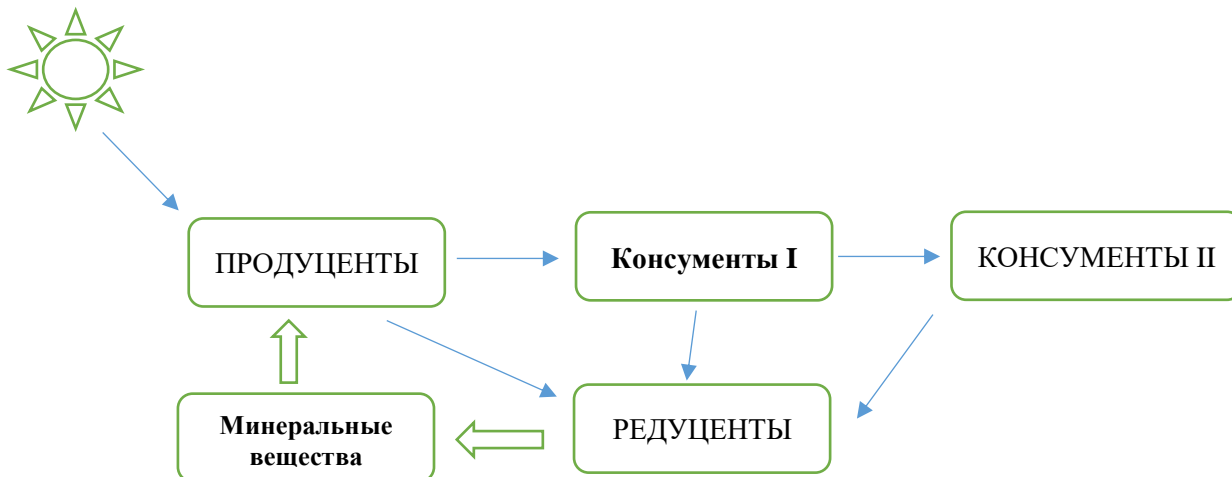 ПРОДУЦЕНТЫ
Консументы I
КОНСУМЕНТЫ II
Минеральные
вещества
РЕДУЦЕНТЫ